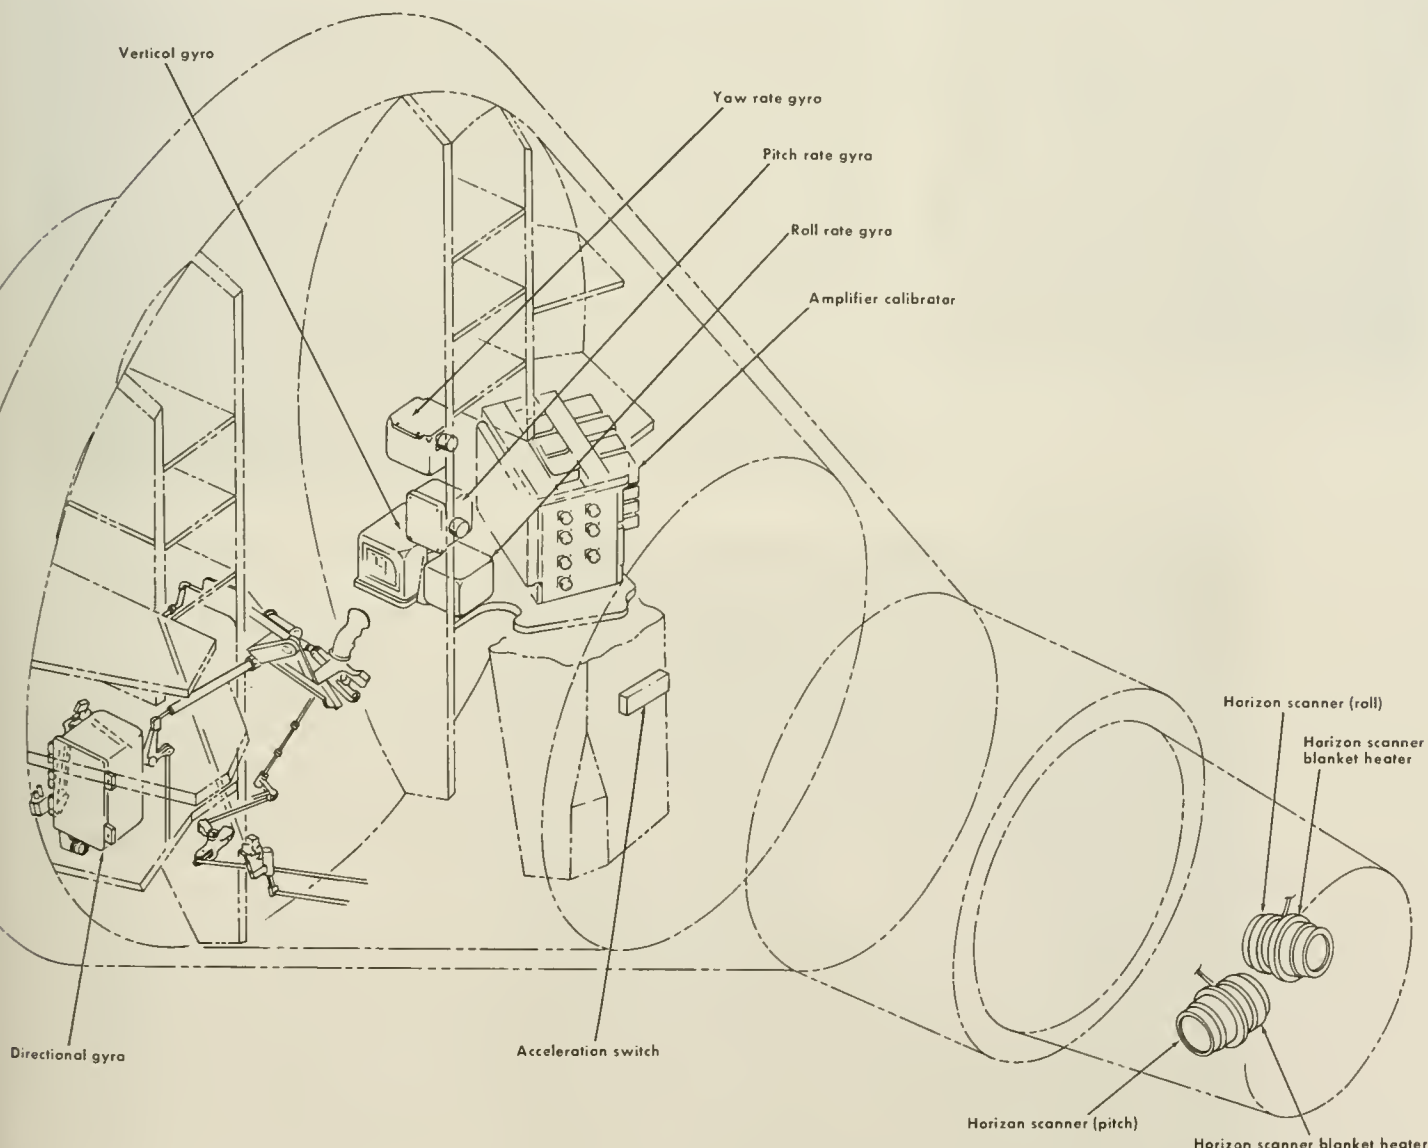 Vertical gyro
Yaw rate gyro
Pitch rate gyro
Roll rate gyro
Amplifier calibrator
Horizon scanner (roll)
Horizon scanner
blanket heater
Directional gyro
Acceleration switch
Horizon scanner (pitch)
Horizon scanner blanket heater